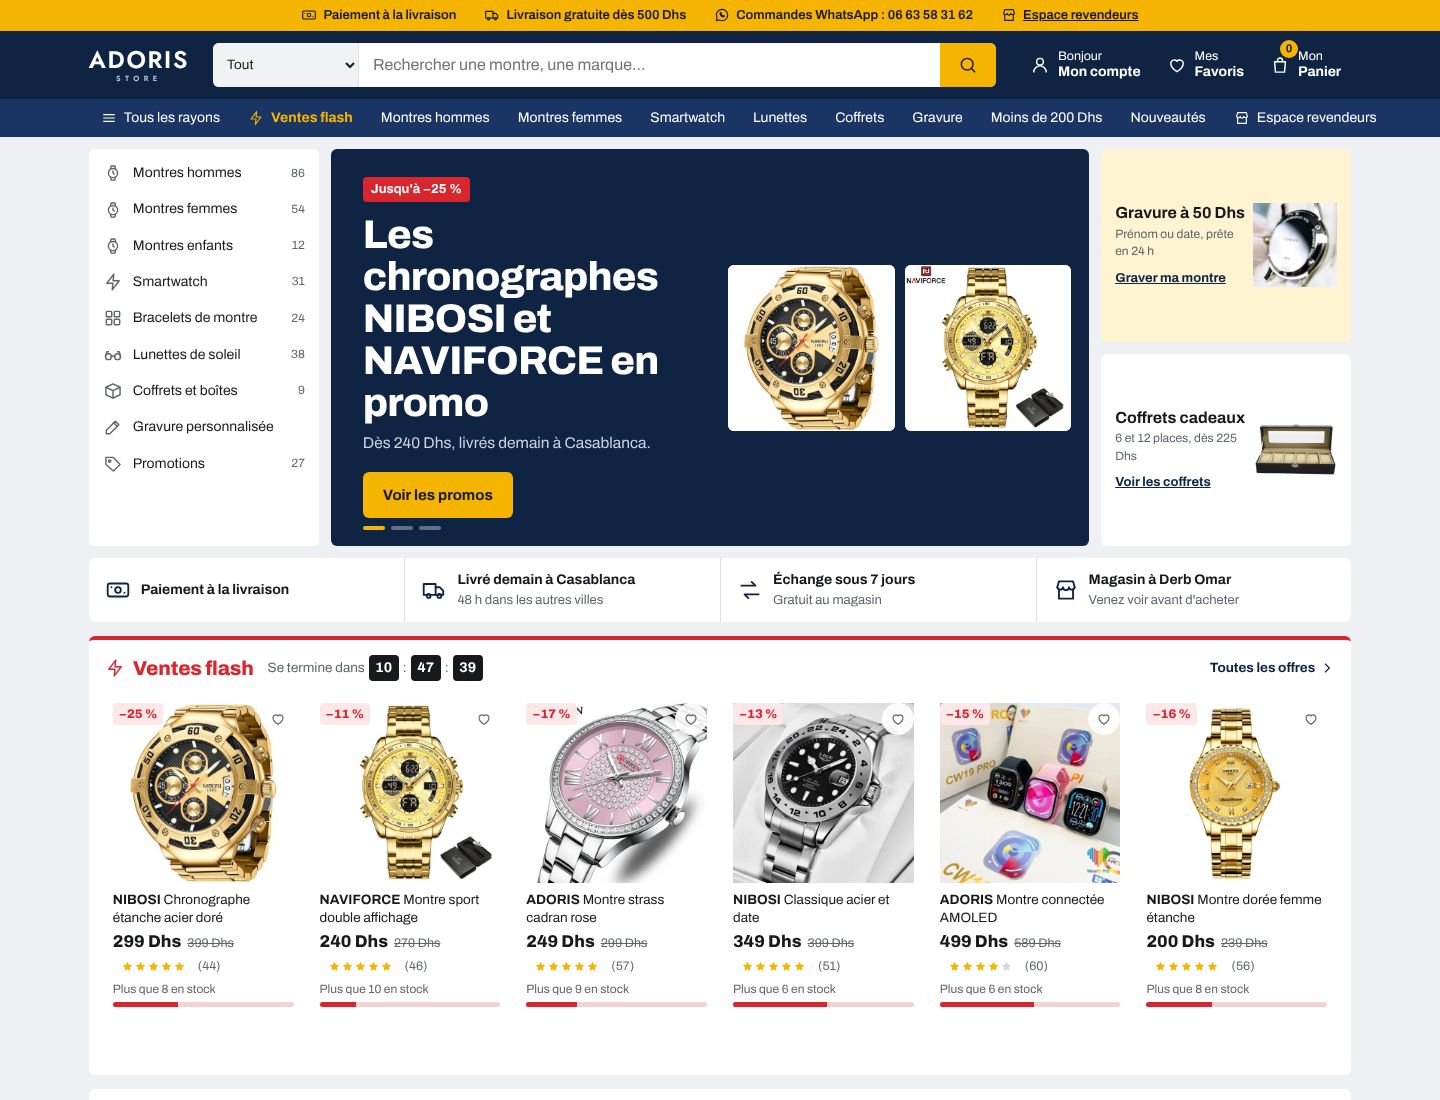 Paiement à la livraison
Livraison gratuite dès 500 Dhs
Commandes WhatsApp : 06 63 58 31 62
Espace revendeurs
ADORIS
STORE
Tout
Rechercher une montre, une marque...
Bonjour
Mon compte
Mes
Favoris
0
Mon
Panier
Tous les rayons
Ventes flash
Montres hommes
Montres femmes
Smartwatch
Lunettes
Coffrets
Gravure
Moins de 200 Dhs
Nouveautés
Espace revendeurs
Montres hommes 86
Montres femmes 54
Montres enfants 12
Smartwatch 31
Bracelets de montre 24
Lunettes de soleil 38
Coffrets et boîtes 9
Gravure personnalisée
Promotions 27
Jusqu'à –25 %
Les
chronographes
NIBOSI et
NAVIFORCE en
promo
Dès 240 Dhs, livrés demain à Casablanca.
Voir les promos
NAVIFORCE
Gravure à 50 Dhs
Prénom ou date, prête
en 24 h
Graver ma montre
Coffrets cadeaux
6 et 12 places, dès 225
Dhs
Voir les coffrets
Paiement à la livraison
Livré demain à Casablanca
48 h dans les autres villes
Échange sous 7 jours
Gratuit au magasin
Magasin à Derb Omar
Venez voir avant d'acheter
Ventes flash
Se termine dans 10 : 47 : 39
Toutes les offres
–25 %
NIBOSI Chronographe
étanche acier doré
299 Dhs 399 Dhs
(44)
Plus que 8 en stock
–11 %
NAVIFORCE Montre sport
double affichage
240 Dhs 270 Dhs
(46)
Plus que 10 en stock
–17 %
ADORIS Montre strass
cadran rose
249 Dhs 299 Dhs
(57)
Plus que 9 en stock
–13 %
NIBOSI Classique acier et
date
349 Dhs 399 Dhs
(51)
Plus que 6 en stock
–15 %
CW19 PRO
ADORIS Montre connectée
AMOLED
499 Dhs 589 Dhs
(60)
Plus que 6 en stock
–16 %
NIBOSI Montre dorée femme
étanche
200 Dhs 239 Dhs
(56)
Plus que 8 en stock